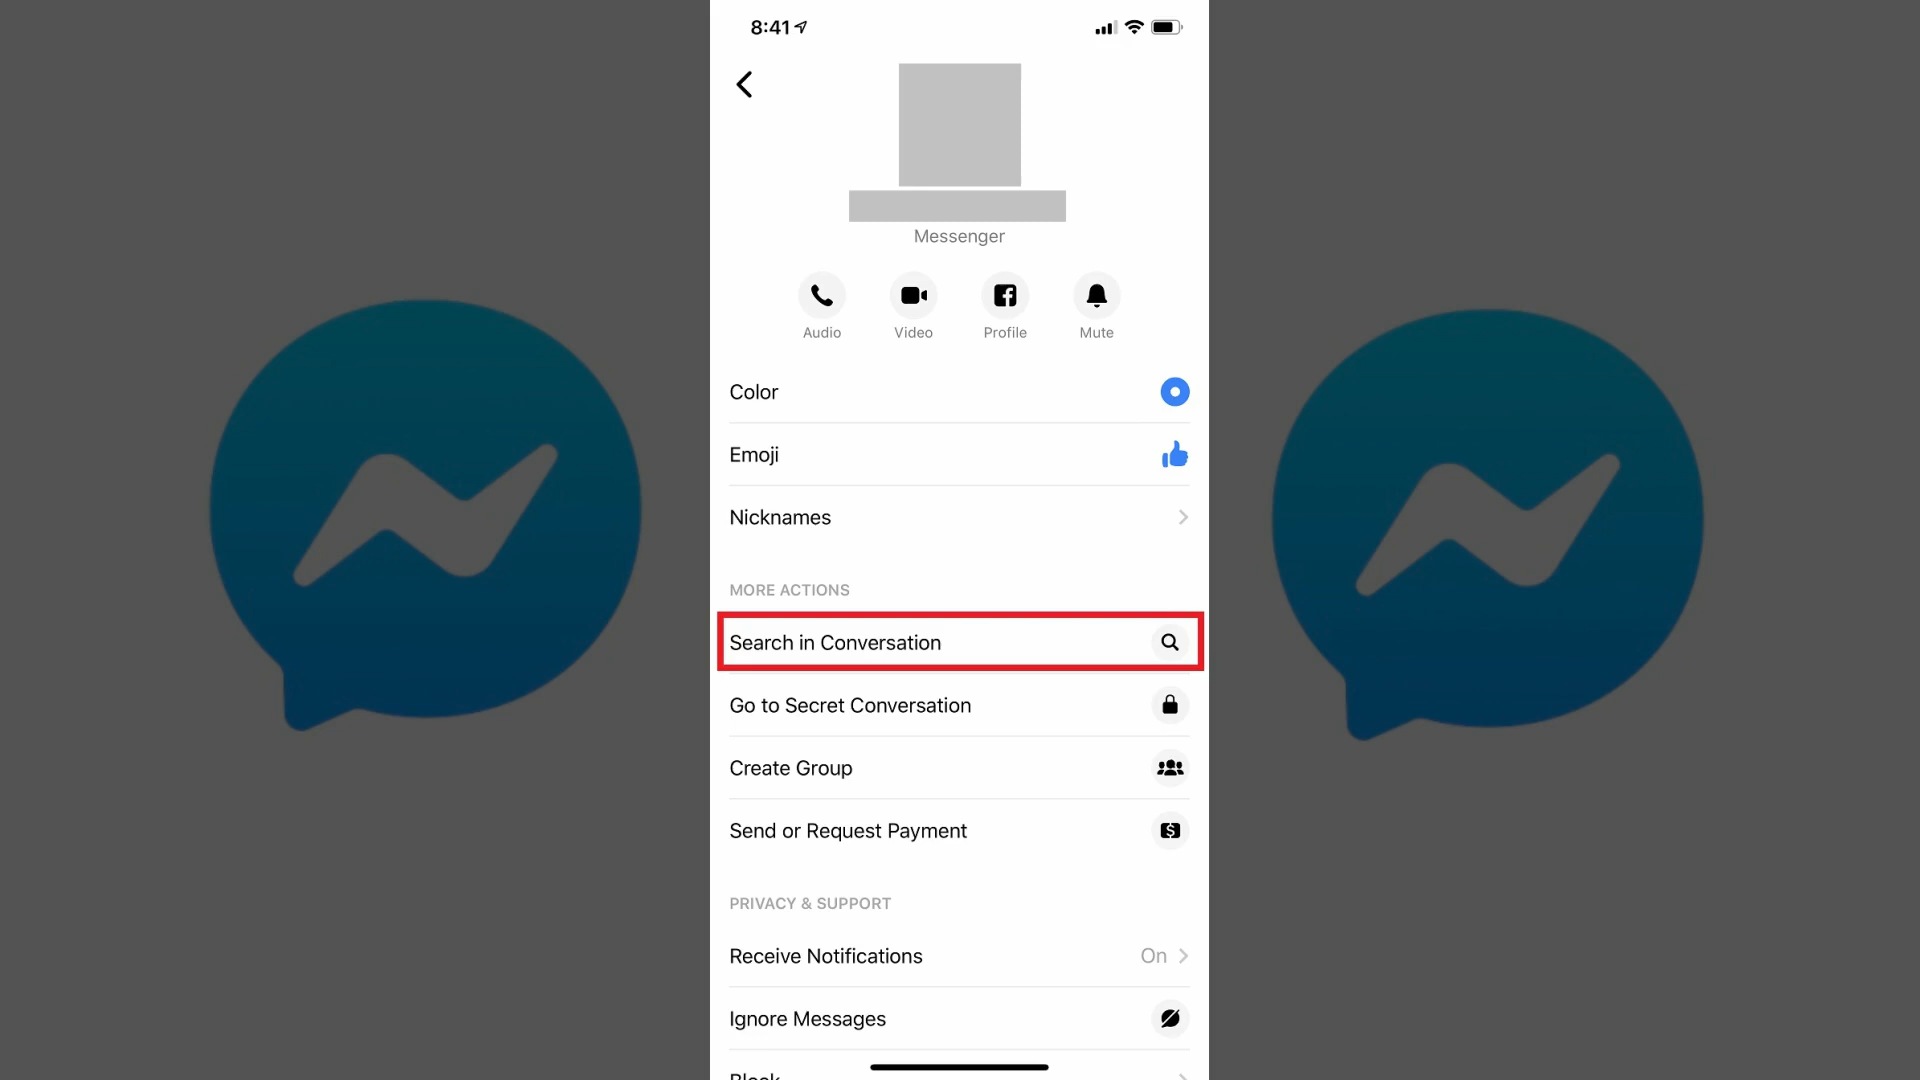 8:41
Messenger
Audio Video Profile Mute
Color
Emoji
Nicknames
MORE ACTIONS
Search in Conversation
Go to Secret Conversation
Create Group
Send or Request Payment
PRIVACY & SUPPORT
Receive Notifications On
Ignore Messages
Block